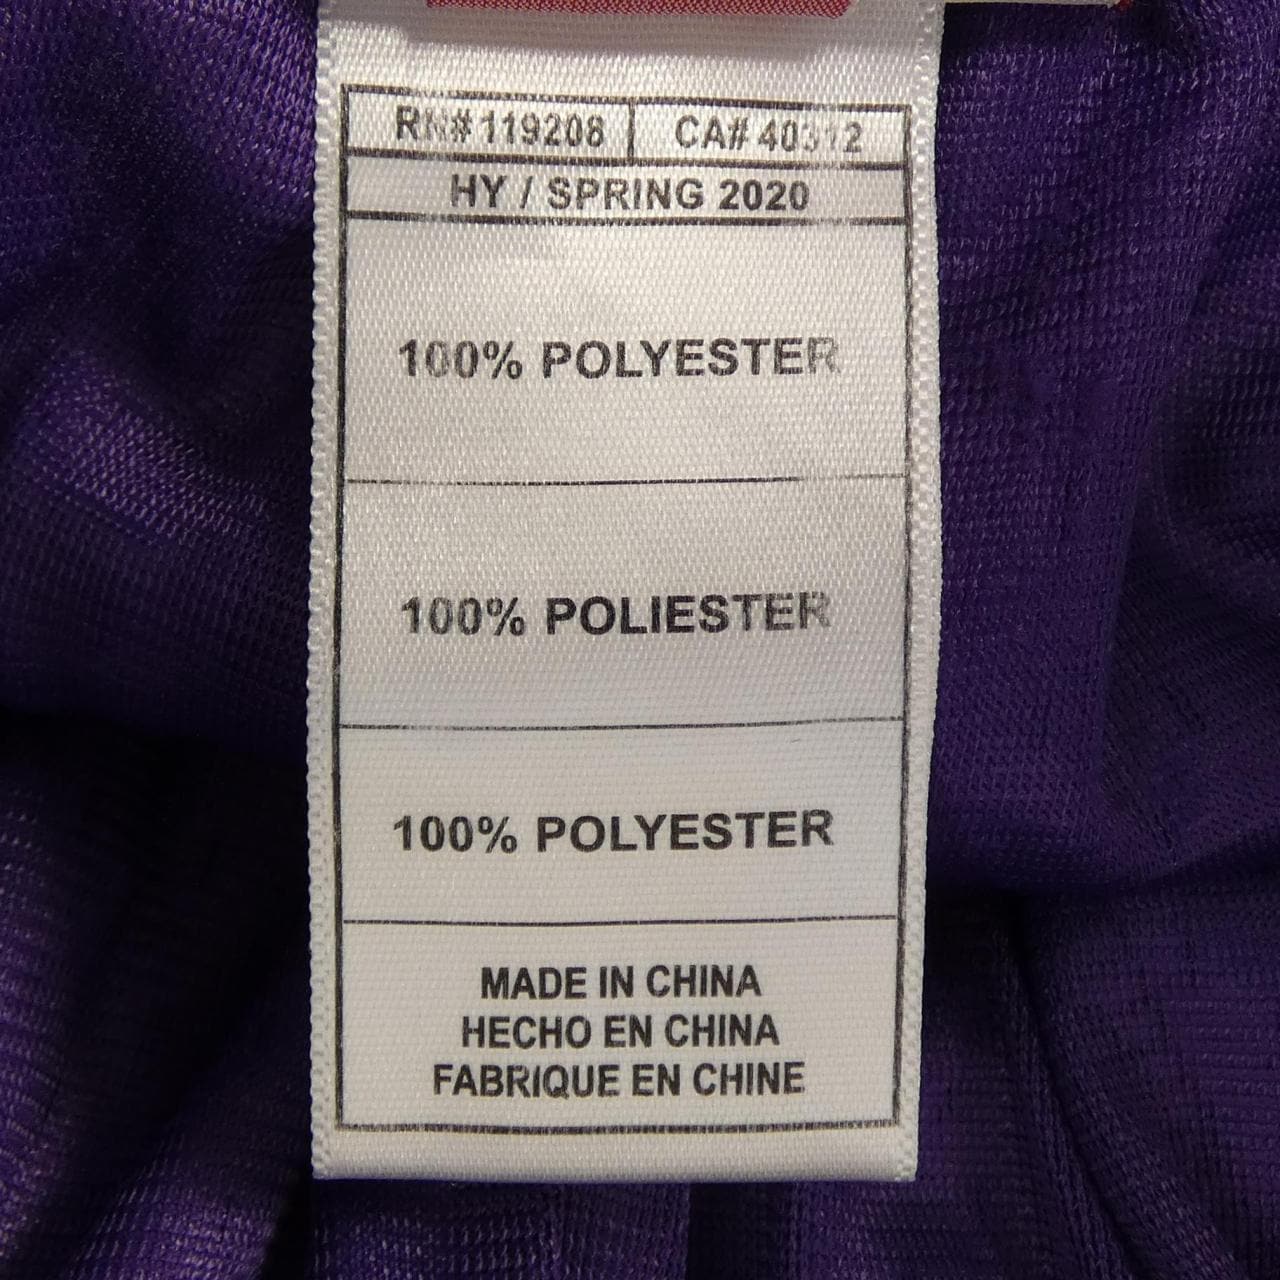 RN# 119208 CA# 40312
HY / SPRING 2020
100% POLYESTER
100% POLIESTER
100% POLYESTER
MADE IN CHINA
HECHO EN CHINA
FABRIQUE EN CHINE